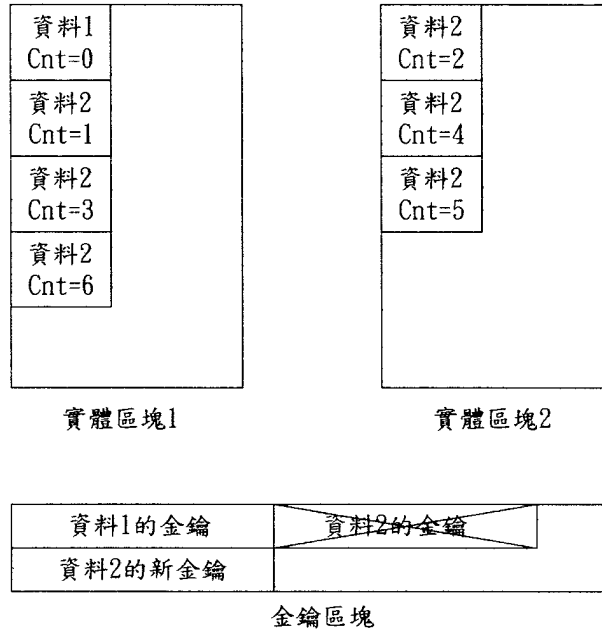 資料1
Cnt=0
資料2
Cnt=1
資料2
Cnt=3
資料2
Cnt=6
實體區塊1
資料2
Cnt=2
資料2
Cnt=4
資料2
Cnt=5
實體區塊2
資料1的金鑰
資料2的金鑰
資料2的新金鑰
金鑰區塊